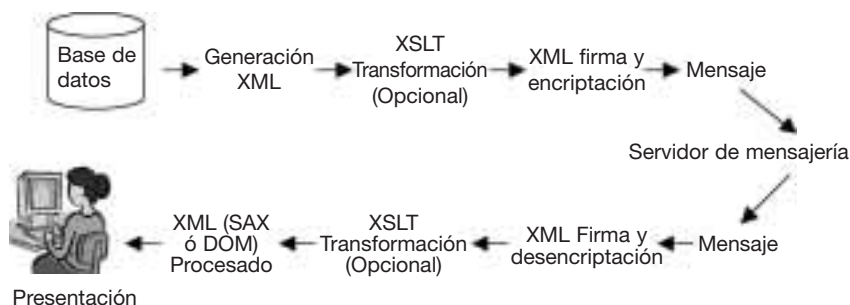 Base de
datos
Generación
XML
XSLT
Transformación
(Opcional)
XML firma y
encriptación
Mensaje
Servidor de mensajería
Mensaje
XML Firma y
desencriptación
XSLT
Transformación
(Opcional)
XML (SAX
ó DOM)
Procesado
Presentación